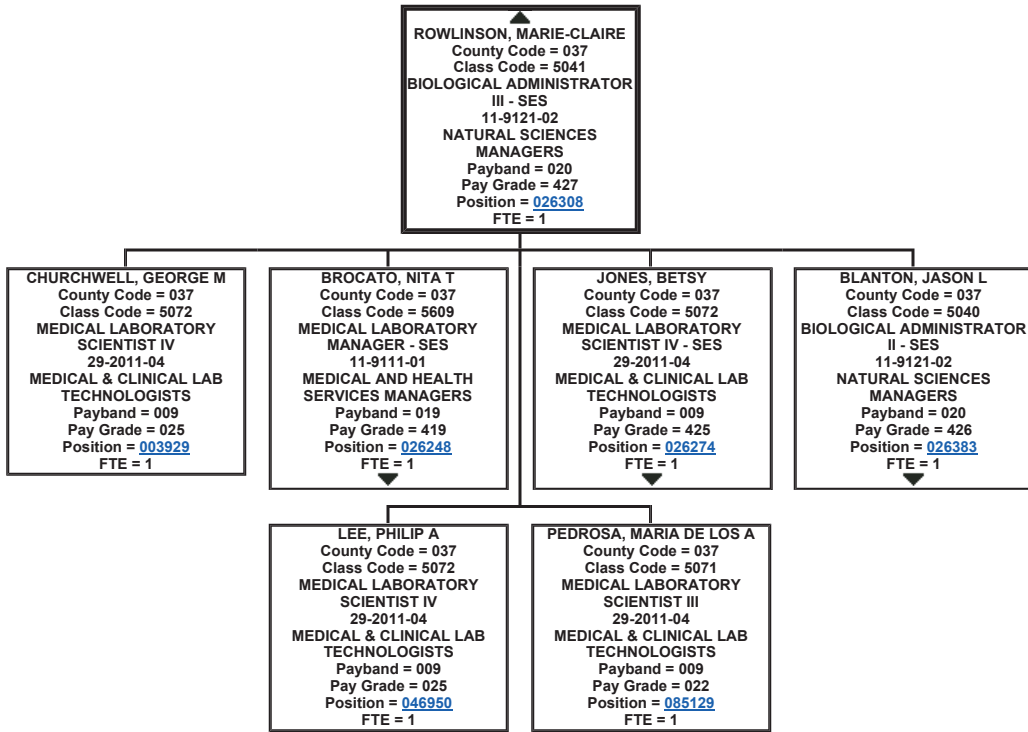 ROWLINSON, MARIE-CLAIRE
County Code = 037
Class Code = 5041
BIOLOGICAL ADMINISTRATOR
III - SES
11-9121-02
NATURAL SCIENCES
MANAGERS
Payband = 020
Pay Grade = 427
Position = 026308
FTE = 1
CHURCHWELL, GEORGE M
County Code = 037
Class Code = 5072
MEDICAL LABORATORY
SCIENTIST IV
29-2011-04
MEDICAL & CLINICAL LAB
TECHNOLOGISTS
Payband = 009
Pay Grade = 025
Position = 003929
FTE = 1
BROCATO, NITA T
County Code = 037
Class Code = 5609
MEDICAL LABORATORY
MANAGER - SES
11-9111-01
MEDICAL AND HEALTH
SERVICES MANAGERS
Payband = 019
Pay Grade = 419
Position = 026248
FTE = 1
JONES, BETSY
County Code = 037
Class Code = 5072
MEDICAL LABORATORY
SCIENTIST IV - SES
29-2011-04
MEDICAL & CLINICAL LAB
TECHNOLOGISTS
Payband = 009
Pay Grade = 425
Position = 026274
FTE = 1
BLANTON, JASON L
County Code = 037
Class Code = 5040
BIOLOGICAL ADMINISTRATOR
II - SES
11-9121-02
NATURAL SCIENCES
MANAGERS
Payband = 020
Pay Grade = 426
Position = 026383
FTE = 1
LEE, PHILIP A
County Code = 037
Class Code = 5072
MEDICAL LABORATORY
SCIENTIST IV
29-2011-04
MEDICAL & CLINICAL LAB
TECHNOLOGISTS
Payband = 009
Pay Grade = 025
Position = 046950
FTE = 1
PEDROSA, MARIA DE LOS A
County Code = 037
Class Code = 5071
MEDICAL LABORATORY
SCIENTIST III
29-2011-04
MEDICAL & CLINICAL LAB
TECHNOLOGISTS
Payband = 009
Pay Grade = 022
Position = 085129
FTE = 1